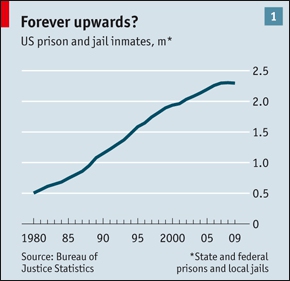 Forever upwards?
1
US prison and jail inmates, m*
2.5
2.0
1.5
1.0
0.5
0
1980 85 90 95 2000 05 09
Source: Bureau of
Justice Statistics
*State and federal
prisons and local jails